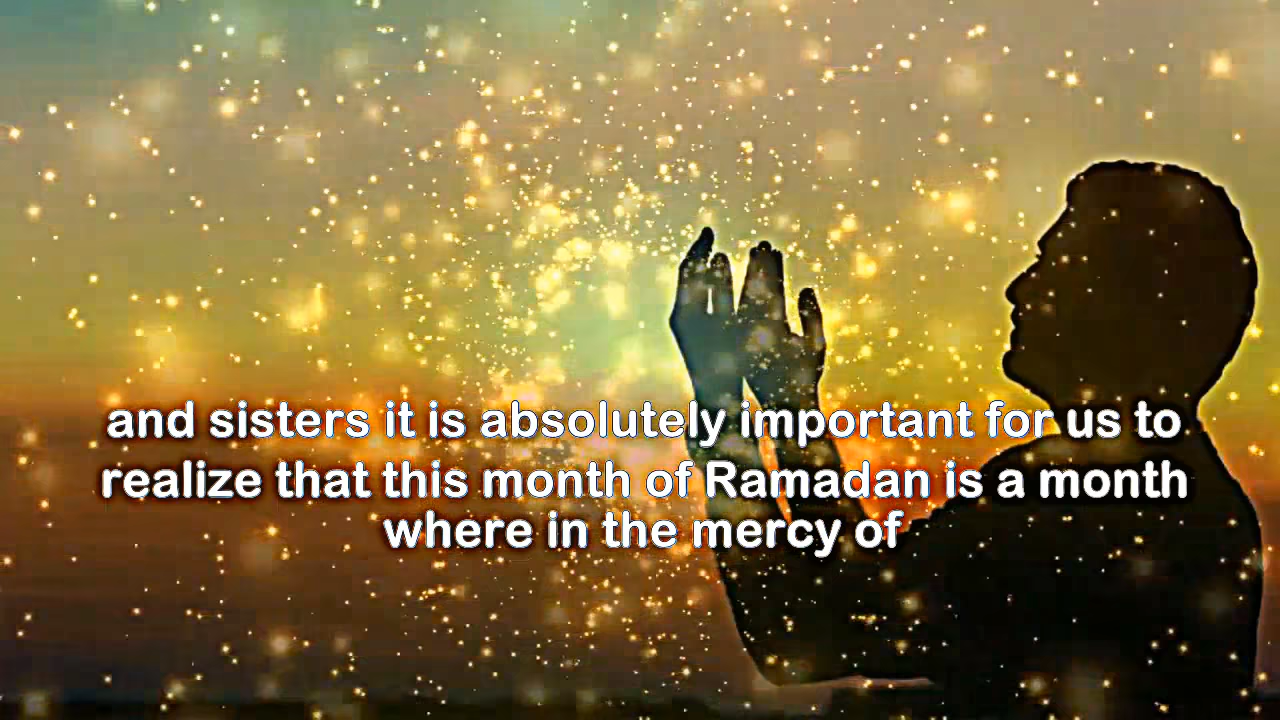 and sisters it is absolutely important for us to
realize that this month of Ramadan is a month
where in the mercy of